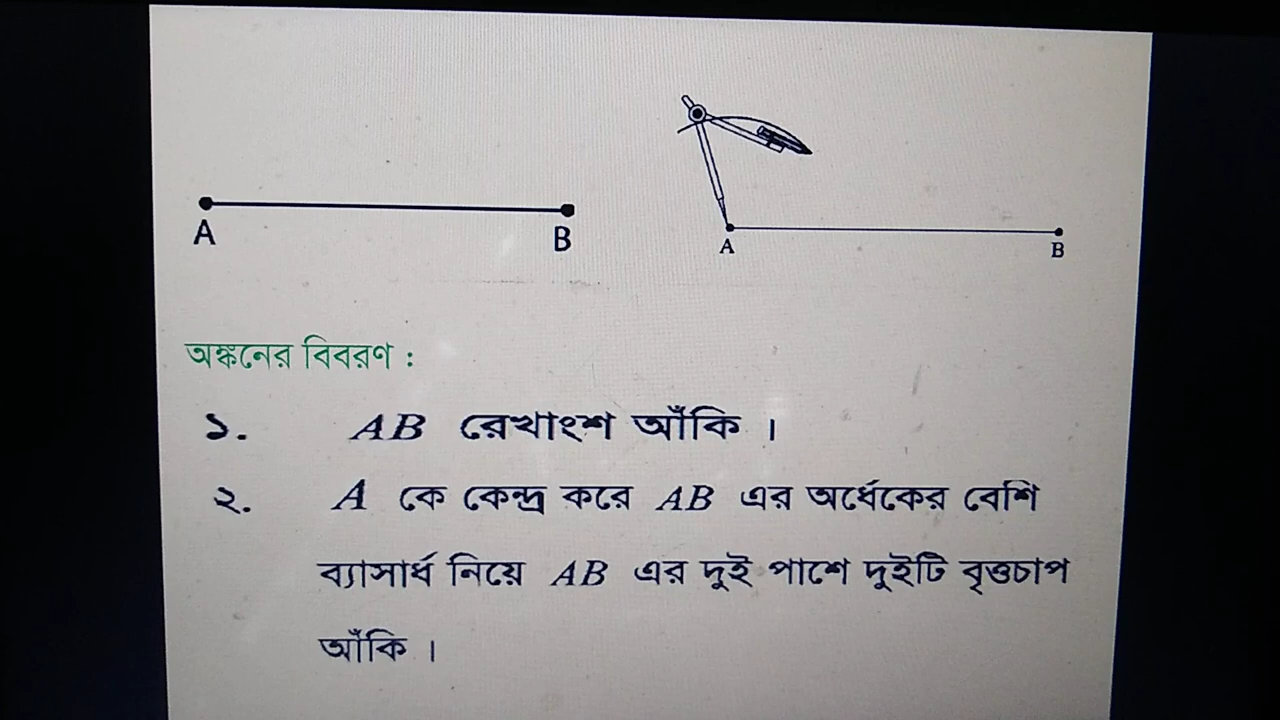 A B
A B
অঙ্কনের বিবরণ :
১. AB রেখাংশ আঁকি ।
২. A কে কেন্দ্র করে AB এর অর্ধেকের বেশি
ব্যাসার্ধ নিয়ে AB এর দুই পাশে দুইটি বৃত্তচাপ
আঁকি ।